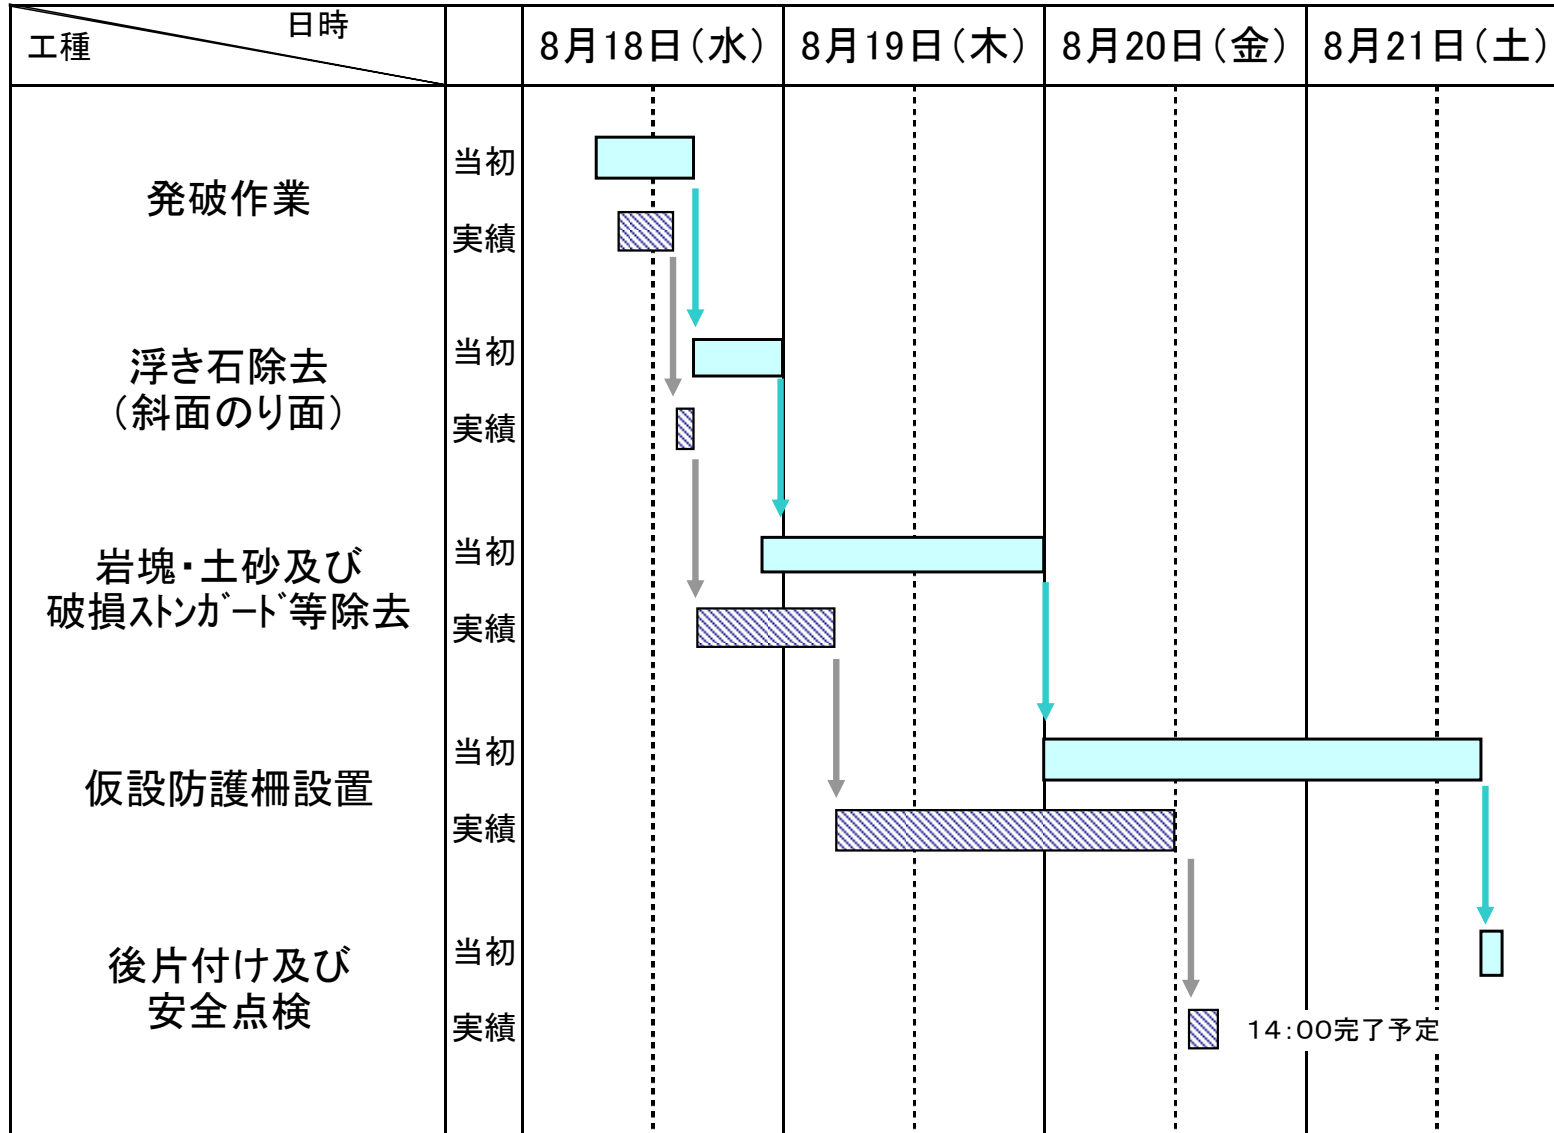 日時
工種
8月18日（水）
8月19日（木）
8月20日（金）
8月21日（土）
発破作業
当初
実績
浮き石除去
（斜面のり面）
当初
実績
岩塊・土砂及び
破損ｽﾄﾝｶﾞｰﾄﾞ等除去
当初
実績
仮設防護柵設置
当初
実績
後片付け及び
安全点検
当初
実績
14：00完了予定